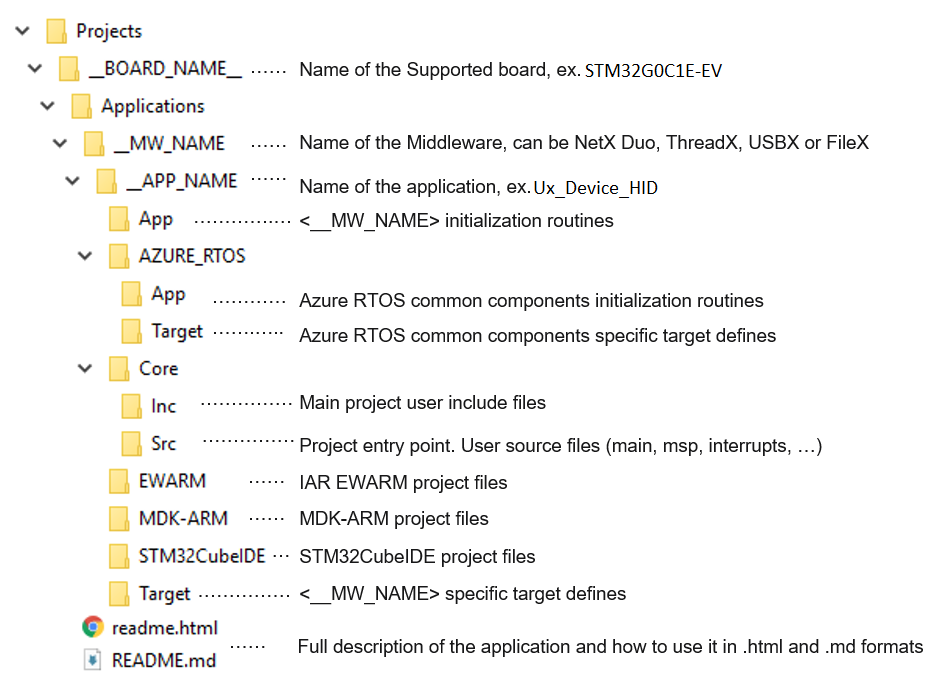 Projects
__BOARD_NAME__ ...... Name of the Supported board, ex. STM32G0C1E-EV
Applications
__MW_NAME ...... Name of the Middleware, can be NetX Duo, ThreadX, USBX or FileX
__APP_NAME ...... Name of the application, ex. Ux_Device_HID
App ............... <__MW_NAME> initialization routines
AZURE_RTOS
App ............ Azure RTOS common components initialization routines
Target ............ Azure RTOS common components specific target defines
Core
Inc ............... Main project user include files
Src ............... Project entry point. User source files (main, msp, interrupts, …)
EWARM ...... IAR EWARM project files
MDK-ARM ...... MDK-ARM project files
STM32CubeIDE ... STM32CubeIDE project files
Target ............... <__MW_NAME> specific target defines
readme.html
README.md ...... Full description of the application and how to use it in .html and .md formats